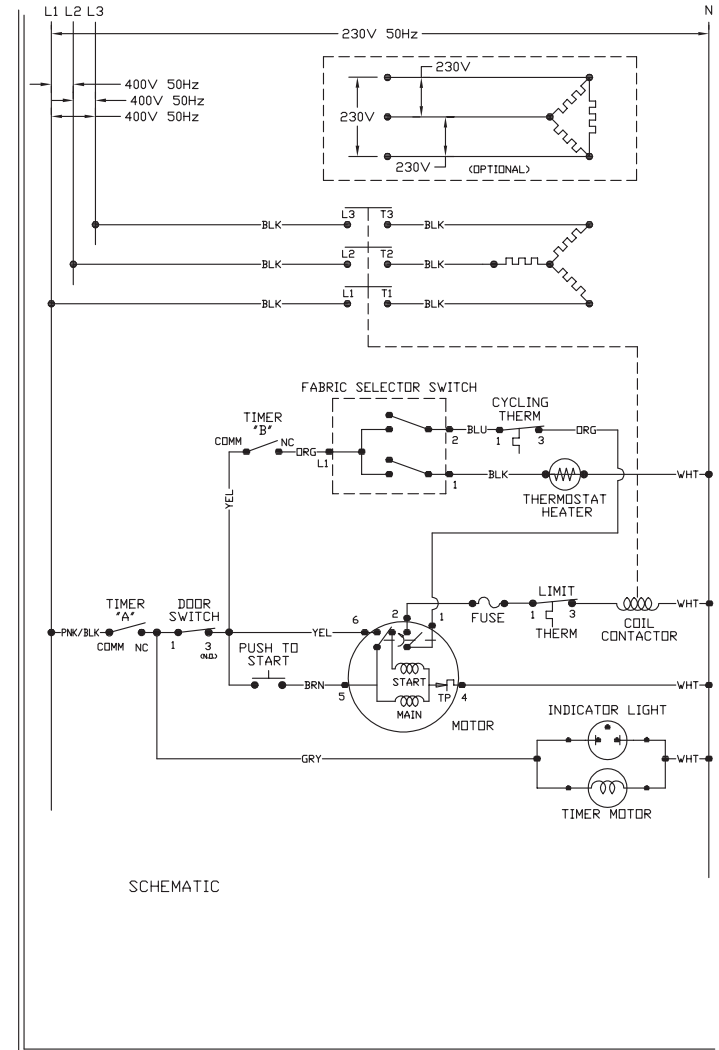 L1 L2 L3
N
230V 50Hz
400V 50Hz
400V 50Hz
400V 50Hz
230V
230V
230V
(OPTIONAL)
L3 T3
BLK BLK
L2 T2
BLK BLK
L1 T1
BLK BLK
FABRIC SELECTOR SWITCH
TIMER
"B"
COMM NC
ORG
L1
2
BLU
CYCLING
THERM
1 3
ORG
1
BLK
THERMOSTAT
HEATER
WHT
YEL
TIMER
"A"
PNK/BLK
COMM NC
DOOR
SWITCH
1 3
(N.O.)
YEL
6
2
1
FUSE
LIMIT
1 3
THERM
COIL
CONTACTOR
WHT
PUSH TO
START
BRN
5
START
MAIN
TP
4
MOTOR
WHT
GRY
INDICATOR LIGHT
WHT
TIMER MOTOR
SCHEMATIC